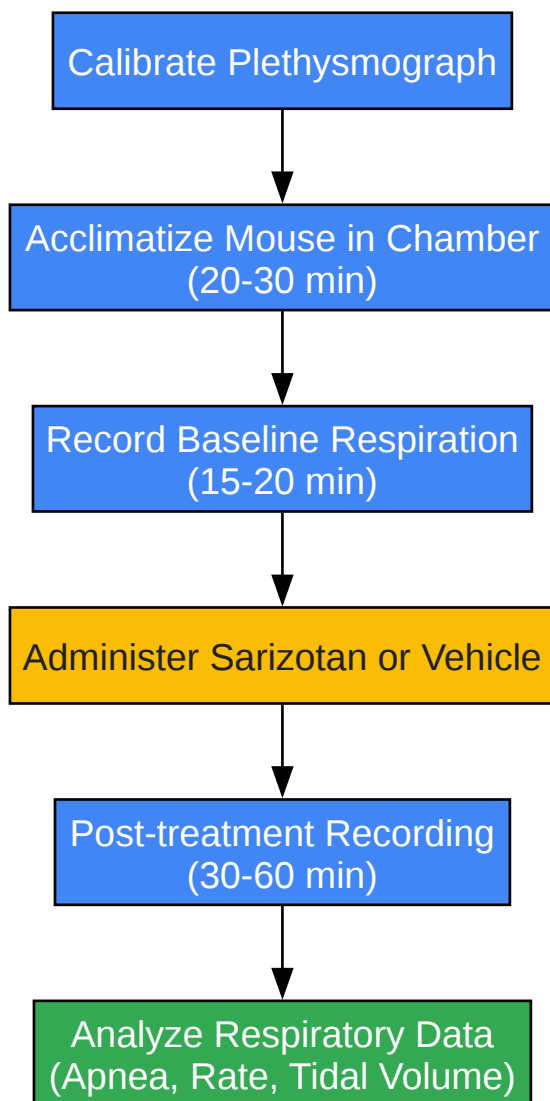 Calibrate Plethysmograph
Acclimatize Mouse in Chamber
(20-30 min)
Record Baseline Respiration
(15-20 min)
Administer Sarizotan or Vehicle
Post-treatment Recording
(30-60 min)
Analyze Respiratory Data
(Apnea, Rate, Tidal Volume)